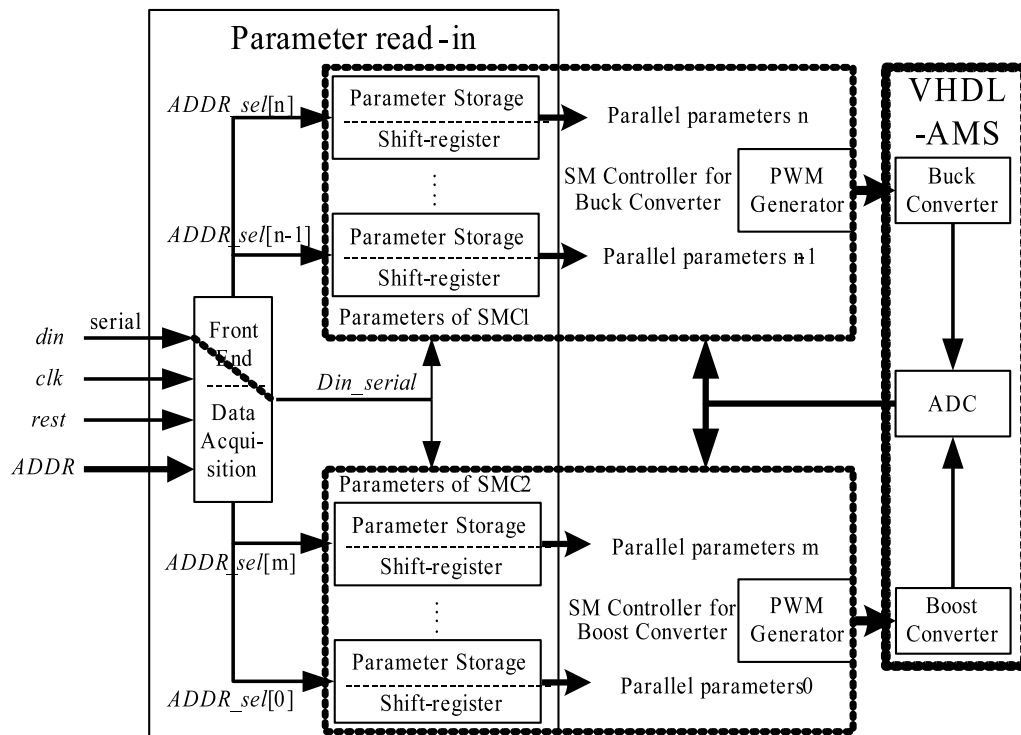 Parameter read-in
VHDL
-AMS
ADDR_sel[n]
Parameter Storage
Shift-register
Parallel parameters n
SM Controller for
Buck Converter
PWM
Generator
Buck
Converter
ADDR_sel[n-1]
Parameter Storage
Shift-register
Parallel parameters n-1
Parameters of SMC1
din
serial
clk
rest
ADDR
Front
End
Data
Acqui-
sition
Din_serial
ADC
Parameters of SMC2
ADDR_sel[m]
Parameter Storage
Shift-register
Parallel parameters m
SM Controller for
Boost Converter
PWM
Generator
Boost
Converter
ADDR_sel[0]
Parameter Storage
Shift-register
Parallel parameters0